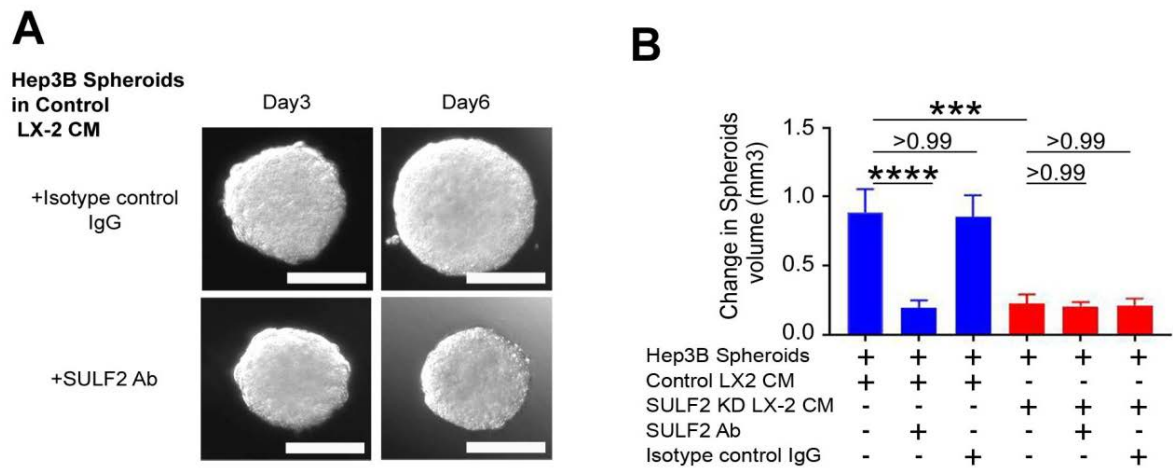 A
Hep3B Spheroids
in Control
LX-2 CM
Day3 Day6
+Isotype control
IgG
+SULF2 Ab
B
***
>0.99 >0.99
**** >0.99
Change in Spheroids
volume (mm3)
1.5
1.0
0.5
0.0
Hep3B Spheroids + + + + + +
Control LX2 CM + + + - - -
SULF2 KD LX-2 CM - - - + + +
SULF2 Ab - + - - + -
Isotype control IgG - - + - - +